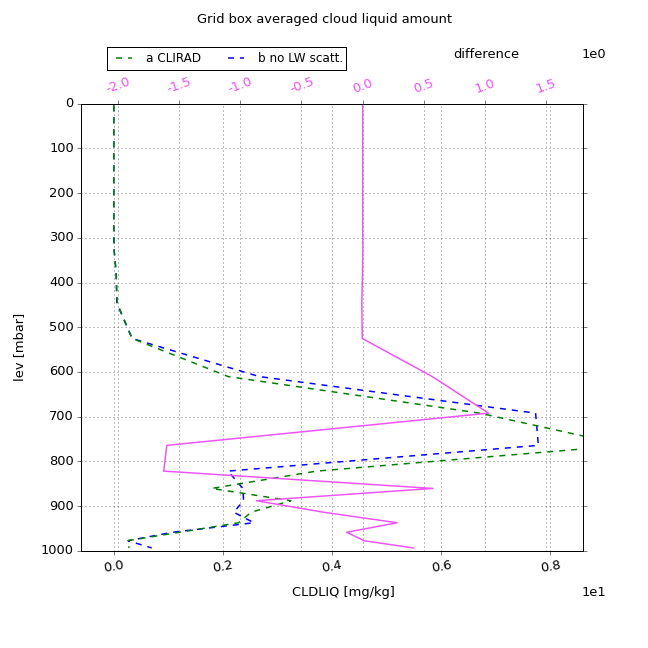 Grid box averaged cloud liquid amount
a CLIRAD b no LW scatt. difference 1e0
-2.0 -1.5 -1.0 -0.5 0.0 0.5 1.0 1.5
0
100
200
300
400
500
600
700
800
900
1000
lev [mbar]
0.0 0.2 0.4 0.6 0.8
CLDLIQ [mg/kg] 1e1